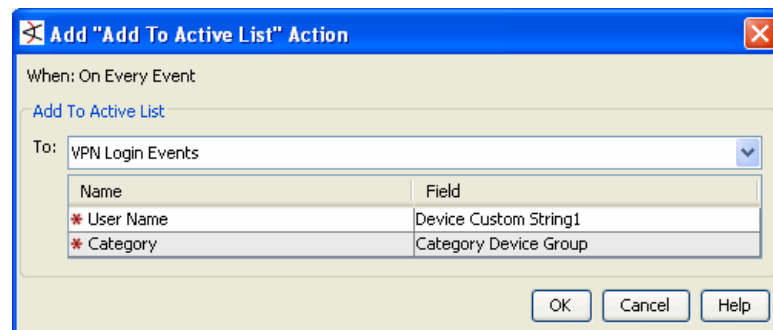 Add "Add To Active List" Action
When: On Every Event
Add To Active List
To: VPN Login Events
Name Field
* User Name Device Custom String1
* Category Category Device Group
OK Cancel Help